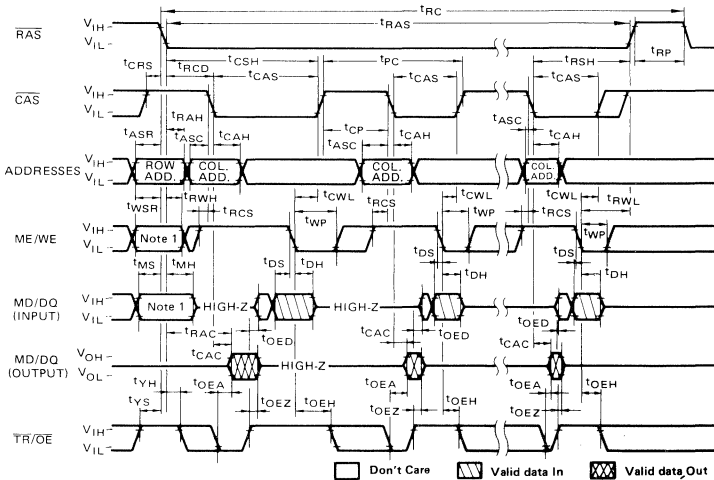 tRC
RAS VIH VIL tRAS tRP
tCRS tRCD tCSH tPC tRSH
tCAS tCAS tCAS
CAS VIH VIL
tRAH tCP tASC
tASR tASC tCAH tASC tCAH tCAH
ADDRESSES VIH VIL ROW ADD. COL. ADD. COL. ADD. COL. ADD.
tWSR tRWH tCWL tCWL tCWL tRWL
tRCS tWP tRCS tWP tRCS tWP
ME/WE VIH VIL Note 1
tMS tMH tDS tDH tDS tDH tDS tDH
MD/DQ (INPUT) VIH VIL Note 1 HIGH-Z HIGH-Z
tRAC tOED tOED tOED
tCAC tCAC tCAC
MD/DQ (OUTPUT) VOH VOL HIGH-Z
tYH tOEA tOEA tOEA tOEH
tYS tOEZ tOEH tOEZ tOEH tOEZ
TR/OE VIH VIL
Don't Care Valid data In Valid data Out